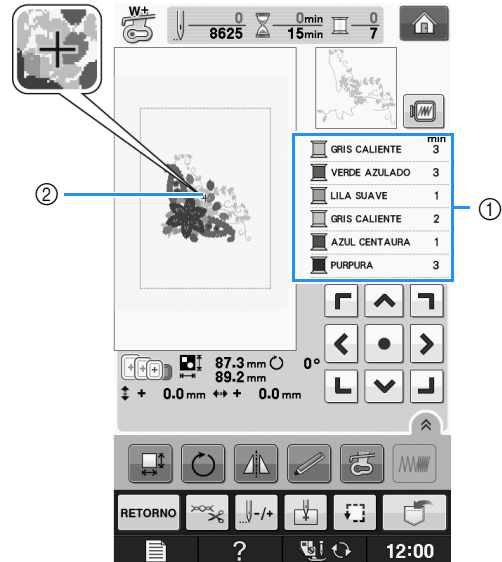 W+
0 0min 0
8625 15min 7
min
GRIS CALIENTE 3
VERDE AZULADO 3
LILA SUAVE 1
GRIS CALIENTE 2
AZUL CENTAURA 1
PURPURA 3
①
②
87.3 mm 0°
89.2 mm
+ 0.0 mm + 0.0 mm
RETORNO
-/+
? 12:00